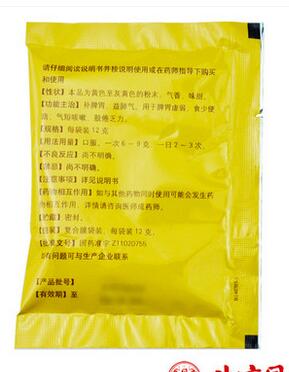 请仔细阅读说明书并按说明使用或在药师指导下购买
和使用
【性状】本品为黄色至灰黄色的粉末，气香，味甜。
【功能主治】补脾胃，益肺气。用于脾胃虚弱，食少便
溏，气短咳嗽，肢倦乏力。
【规格】每袋装12克
【用法用量】口服。一次6～9克，一日2～3次。
【不良反应】尚不明确。
【禁忌】尚不明确。
【注意事项】详见说明书
【药物相互作用】如与其他药物同时使用可能会发生药
物相互作用，详情请咨询医师或药师。
【贮藏】密封。
【包装】复合膜袋装，每袋装12克。
【批准文号】国药准字Z11020755
如有问题可与生产企业联系
【产品批号】
【有效期】至